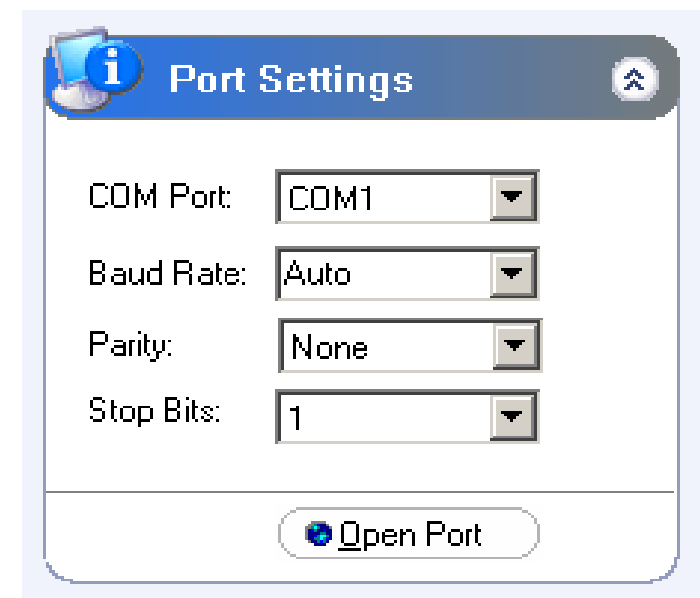 Port Settings
COM Port: COM1
Baud Rate: Auto
Parity: None
Stop Bits: 1
Open Port